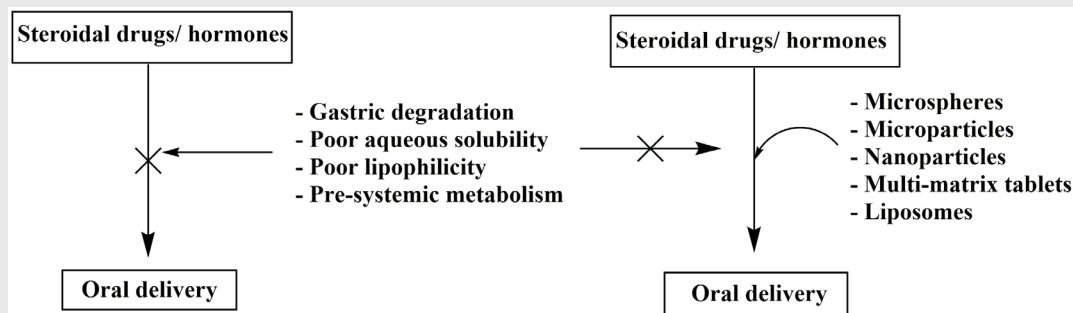 Steroidal drugs/ hormones
- Gastric degradation
- Poor aqueous solubility
- Poor lipophilicity
- Pre-systemic metabolism
Oral delivery
Steroidal drugs/ hormones
- Microspheres
- Microparticles
- Nanoparticles
- Multi-matrix tablets
- Liposomes
Oral delivery